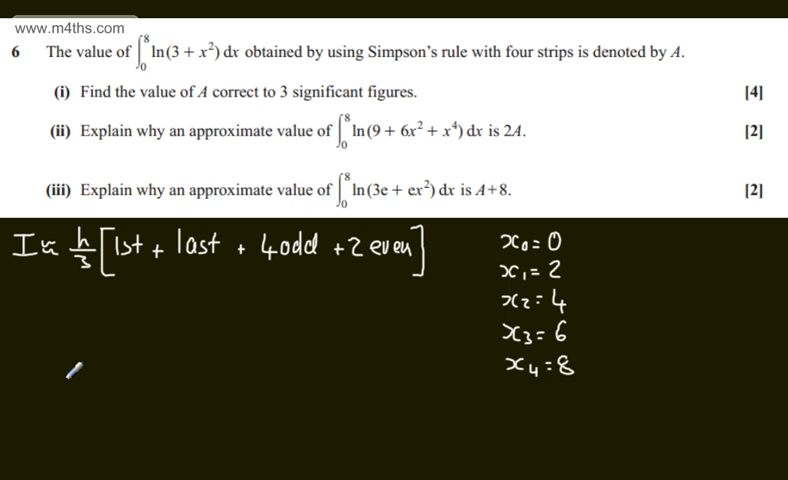 www.m4ths.com
6 The value of ∫₀⁸ ln(3 + x²) dx obtained by using Simpson's rule with four strips is denoted by A.
(i) Find the value of A correct to 3 significant figures. [4]
(ii) Explain why an approximate value of ∫₀⁸ ln(9 + 6x² + x⁴) dx is 2A. [2]
(iii) Explain why an approximate value of ∫₀⁸ ln(3e + ex²) dx is A+8. [2]
I ≈ h/3 [1st + last + 4odd + 2even]
x₀ = 0
x₁ = 2
x₂ = 4
x₃ = 6
x₄ = 8